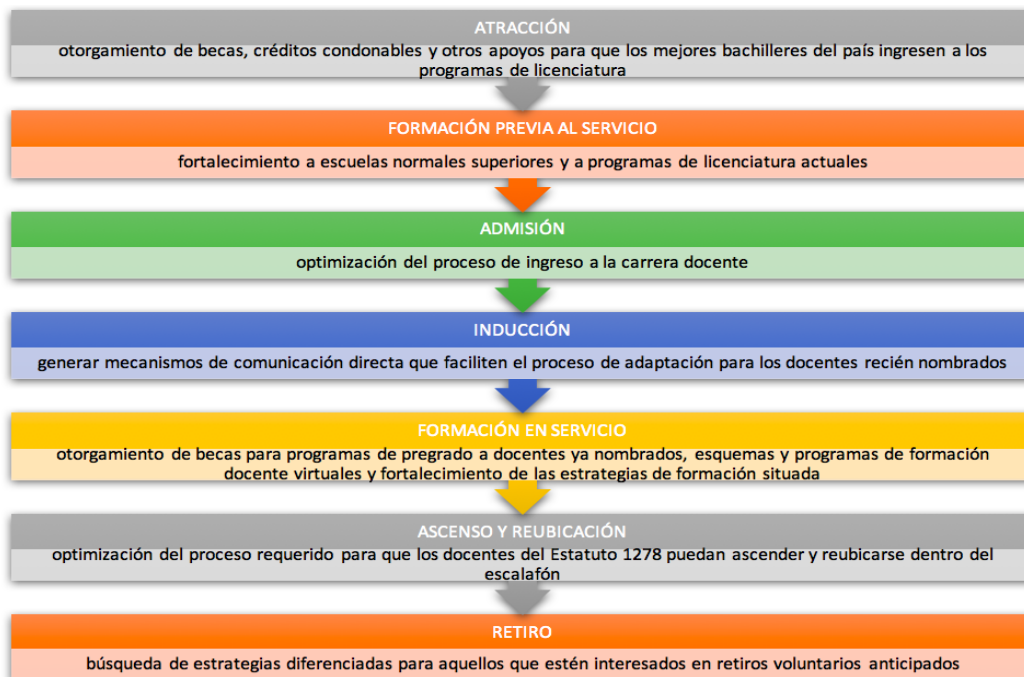 ATRACCIÓN
otorgamiento de becas, créditos condonables y otros apoyos para que los mejores bachilleres del país ingresen a los
programas de licenciatura
FORMACIÓN PREVIA AL SERVICIO
fortalecimiento a escuelas normales superiores y a programas de licenciatura actuales
ADMISIÓN
optimización del proceso de ingreso a la carrera docente
INDUCCIÓN
generar mecanismos de comunicación directa que faciliten el proceso de adaptación para los docentes recién nombrados
FORMACIÓN EN SERVICIO
otorgamiento de becas para programas de pregrado a docentes ya nombrados, esquemas y programas de formación
docente virtuales y fortalecimiento de las estrategias de formación situada
ASCENSO Y REUBICACIÓN
optimización del proceso requerido para que los docentes del Estatuto 1278 puedan ascender y reubicarse dentro del
escalafón
RETIRO
búsqueda de estrategias diferenciadas para aquellos que estén interesados en retiros voluntarios anticipados